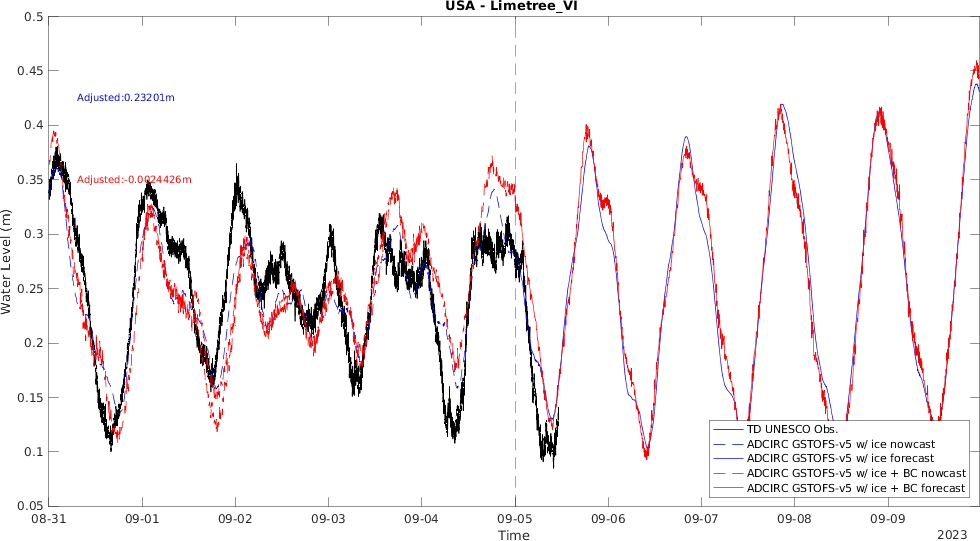 USA - Limetree_VI
0.5
0.45
0.4
0.35
0.3
0.25
0.2
0.15
0.1
0.05
Water Level (m)
Adjusted:0.23201m
Adjusted:-0.0024426m
TD UNESCO Obs.
ADCIRC GSTOFS-v5 w/ ice nowcast
ADCIRC GSTOFS-v5 w/ ice forecast
ADCIRC GSTOFS-v5 w/ ice + BC nowcast
ADCIRC GSTOFS-v5 w/ ice + BC forecast
08-31 09-01 09-02 09-03 09-04 09-05 09-06 09-07 09-08 09-09
Time
2023